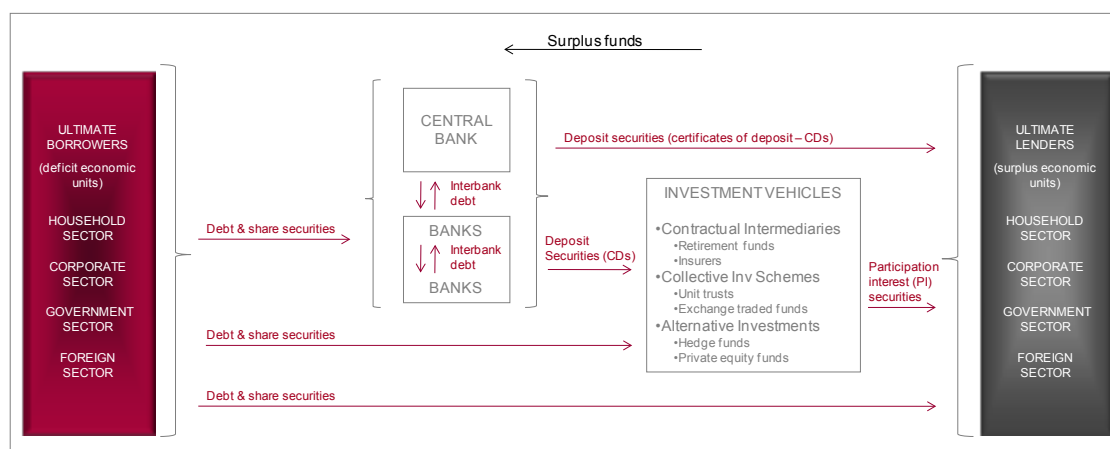 Surplus funds
ULTIMATE
BORROWERS
(deficit economic
units)
HOUSEHOLD
SECTOR
CORPORATE
SECTOR
GOVERNMENT
SECTOR
FOREIGN
SECTOR
Debt & share securities
Debt & share securities
Debt & share securities
CENTRAL
BANK
Interbank
debt
BANKS
Interbank
debt
BANKS
Deposit securities (certificates of deposit – CDs)
Deposit
Securities (CDs)
INVESTMENT VEHICLES
•Contractual Intermediaries
•Retirement funds
•Insurers
•Collective Inv Schemes
•Unit trusts
•Exchange traded funds
•Alternative Investments
•Hedge funds
•Private equity funds
Participation
interest (PI)
securities
ULTIMATE
LENDERS
(surplus economic
units)
HOUSEHOLD
SECTOR
CORPORATE
SECTOR
GOVERNMENT
SECTOR
FOREIGN
SECTOR